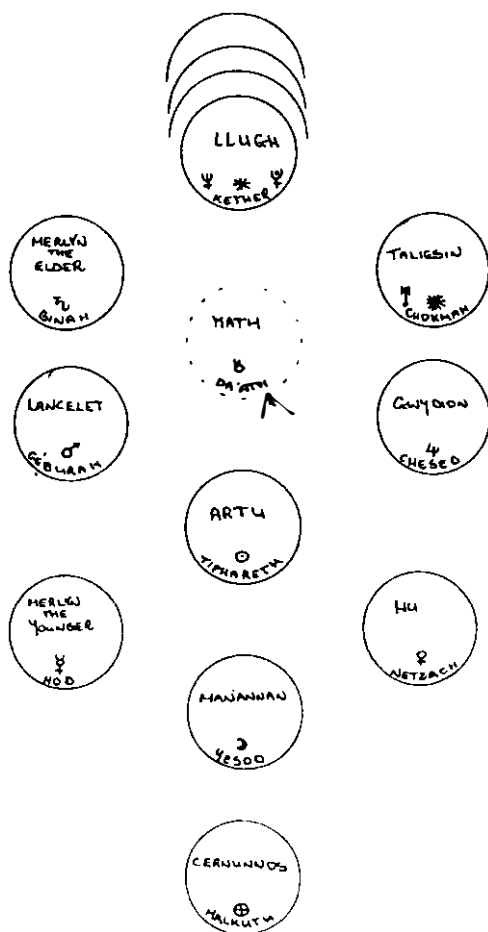 LLUGH
KETHER
MERLYN
THE
ELDER
BINAH
TALIESIN
CHOKMAH
MATH
DA'ATH
LANCELET
GEBURAH
GWYDION
CHESED
ARTU
TIPHARETH
MERLYN
THE
YOUNGER
HOD
HU
NETZACH
MANANNAN
YESOD
CERNUNNOS
MALKUTH